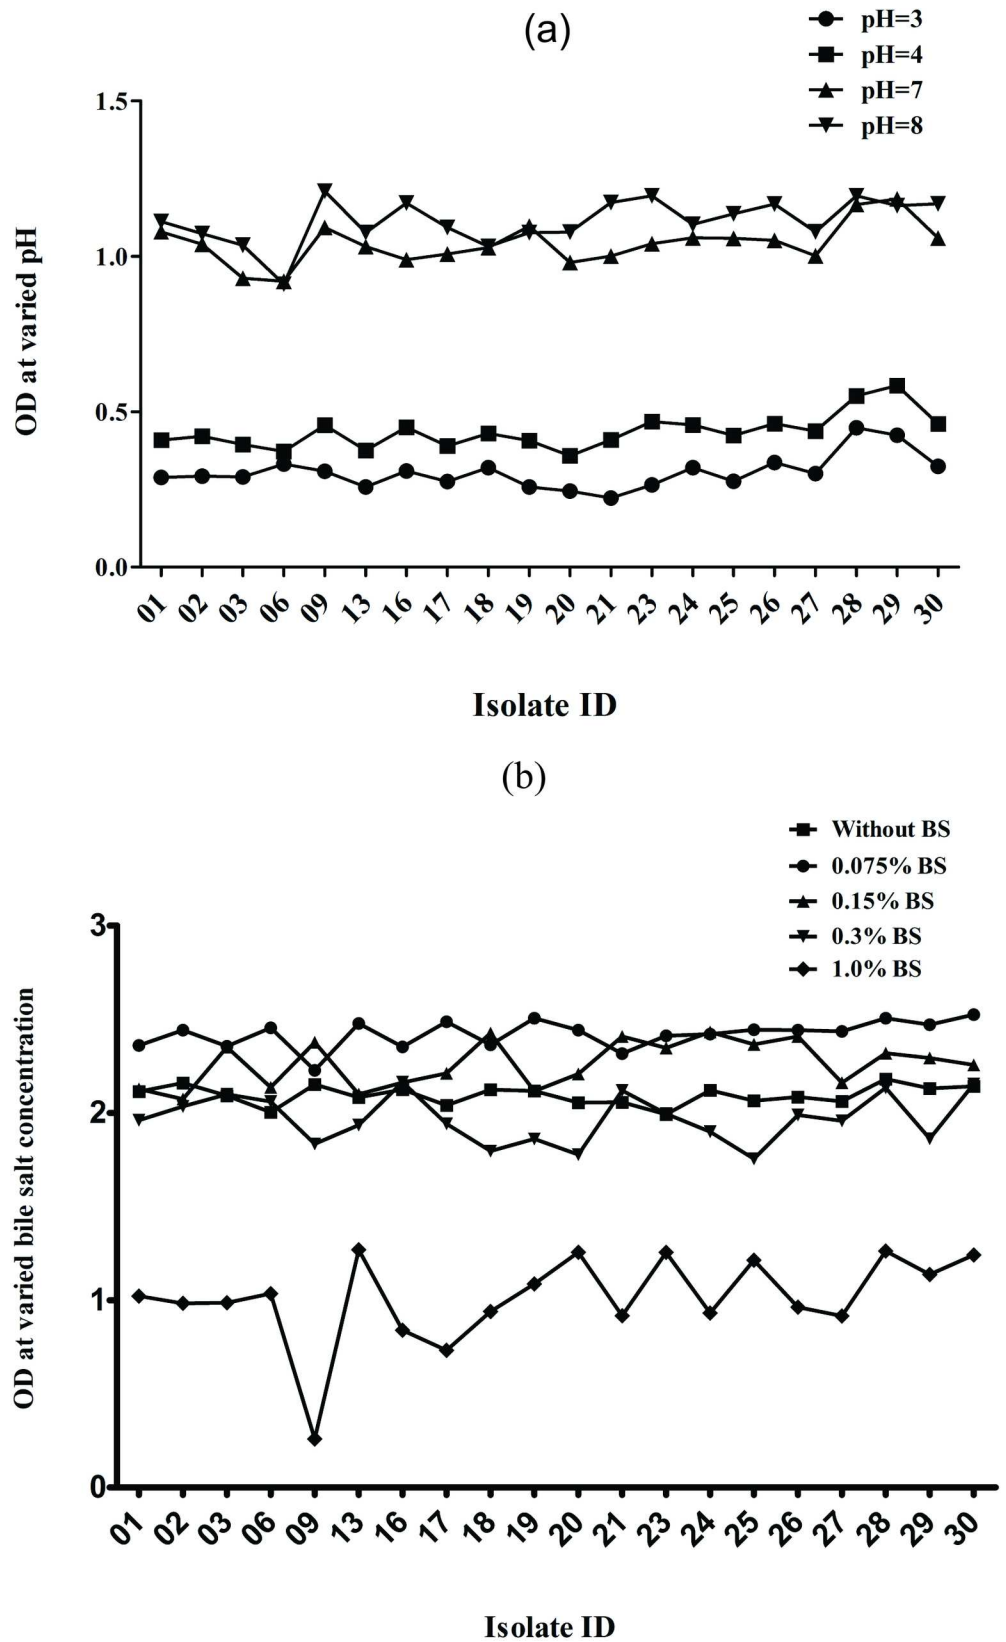 (a)
pH=3
pH=4
pH=7
pH=8
1.5
1.0
0.5
0.0
OD at varied pH
01 02 03 06 09 13 16 17 18 19 20 21 23 24 25 26 27 28 29 30
Isolate ID
(b)
Without BS
0.075% BS
0.15% BS
0.3% BS
1.0% BS
3
2
1
0
OD at varied bile salt concentration
01 02 03 06 09 13 16 17 18 19 20 21 23 24 25 26 27 28 29 30
Isolate ID